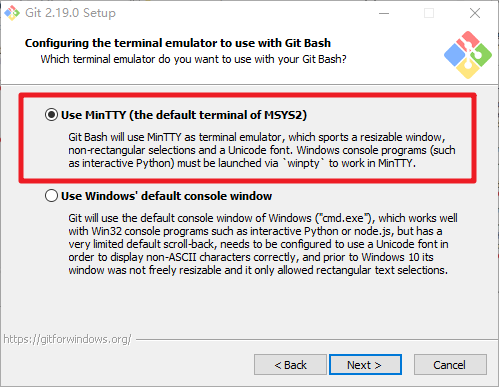 Git 2.19.0 Setup
Configuring the terminal emulator to use with Git Bash
Which terminal emulator do you want to use with your Git Bash?
Use MinTTY (the default terminal of MSYS2)
Git Bash will use MinTTY as terminal emulator, which sports a resizable window,
non-rectangular selections and a Unicode font. Windows console programs (such
as interactive Python) must be launched via `winpty` to work in MinTTY.
Use Windows' default console window
Git will use the default console window of Windows ("cmd.exe"), which works well
with Win32 console programs such as interactive Python or node.js, but has a
very limited default scroll-back, needs to be configured to use a Unicode font in
order to display non-ASCII characters correctly, and prior to Windows 10 its
window was not freely resizable and it only allowed rectangular text selections.
https://gitforwindows.org/
< Back
Next >
Cancel